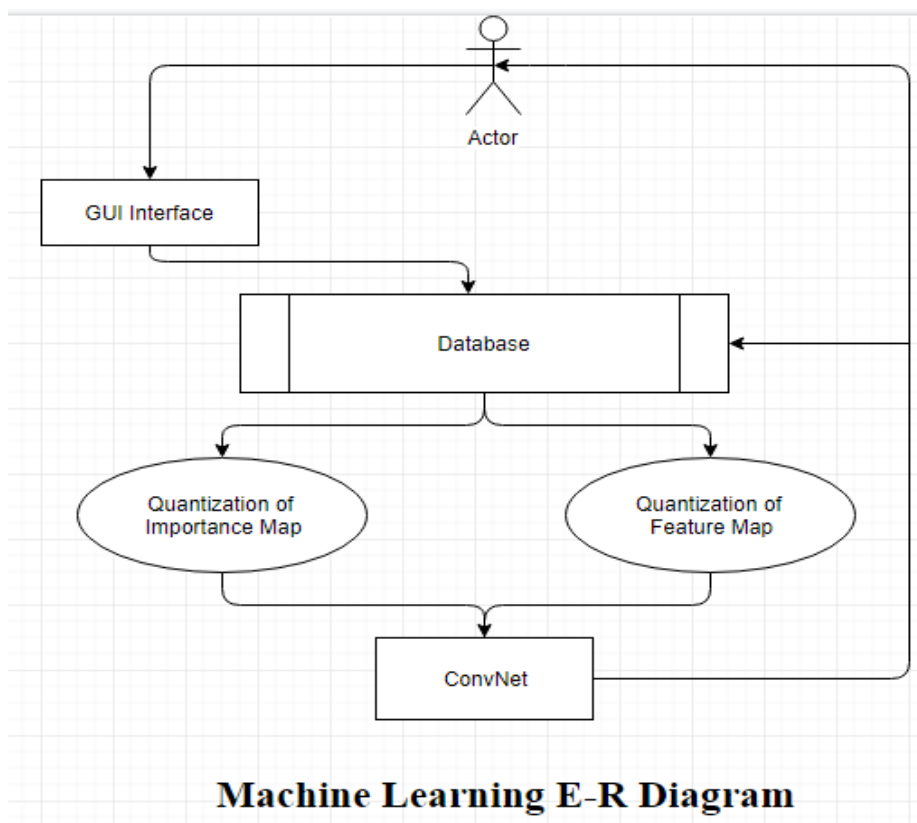 Actor
GUI Interface
Database
Quantization of
Importance Map
Quantization of
Feature Map
ConvNet
Machine Learning E-R Diagram